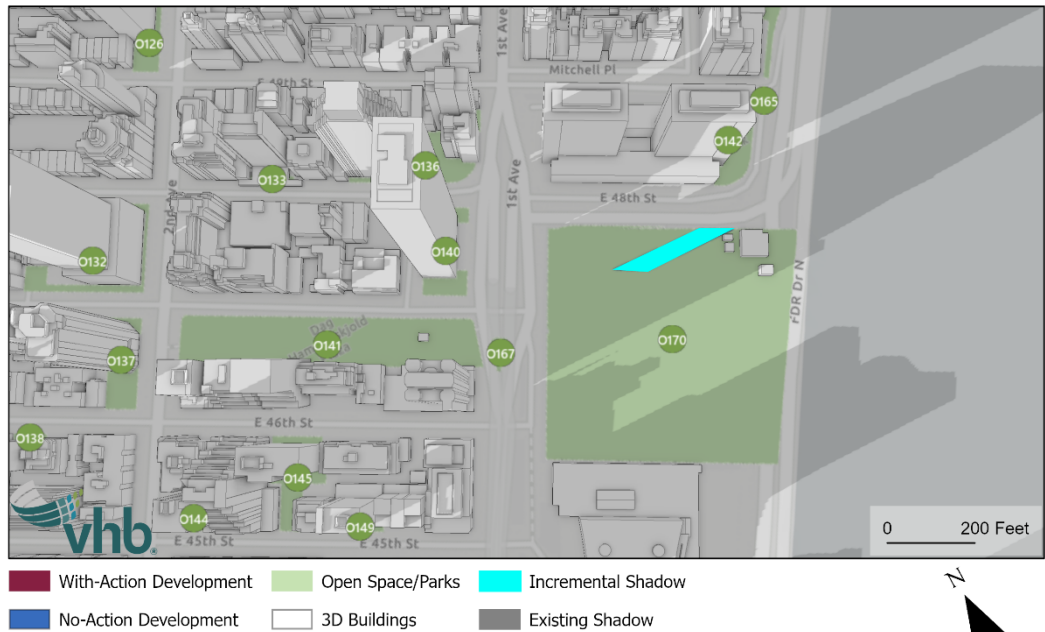 O126
1st Ave
E 49th St
Mitchell Pl
O165
O142
O136
O133
2nd Ave
1st Ave
E 48th St
O132
O140
FDR Dr N
Dag
O141
O167
O170
O137
E 46th St
O138
O145
vhb.
O144
O149
E 45th St
E 45th St
0 200 Feet
With-Action Development Open Space/Parks Incremental Shadow
No-Action Development 3D Buildings Existing Shadow
N